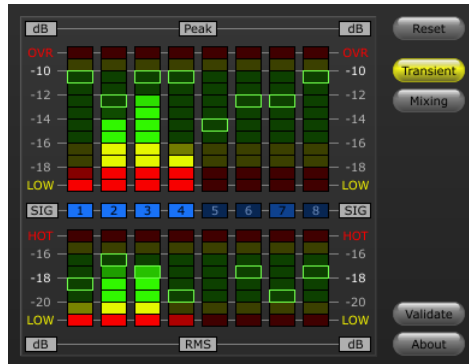 dB Peak dB Reset
OVR OVR
-10 -10 Transient
-12 -12 Mixing
-14 -14
-16 -16
-18 -18
LOW LOW
SIG 1 2 3 4 5 6 7 8 SIG
HOT HOT
-16 -16
-18 -18
-20 -20 Validate
LOW LOW
dB RMS dB About